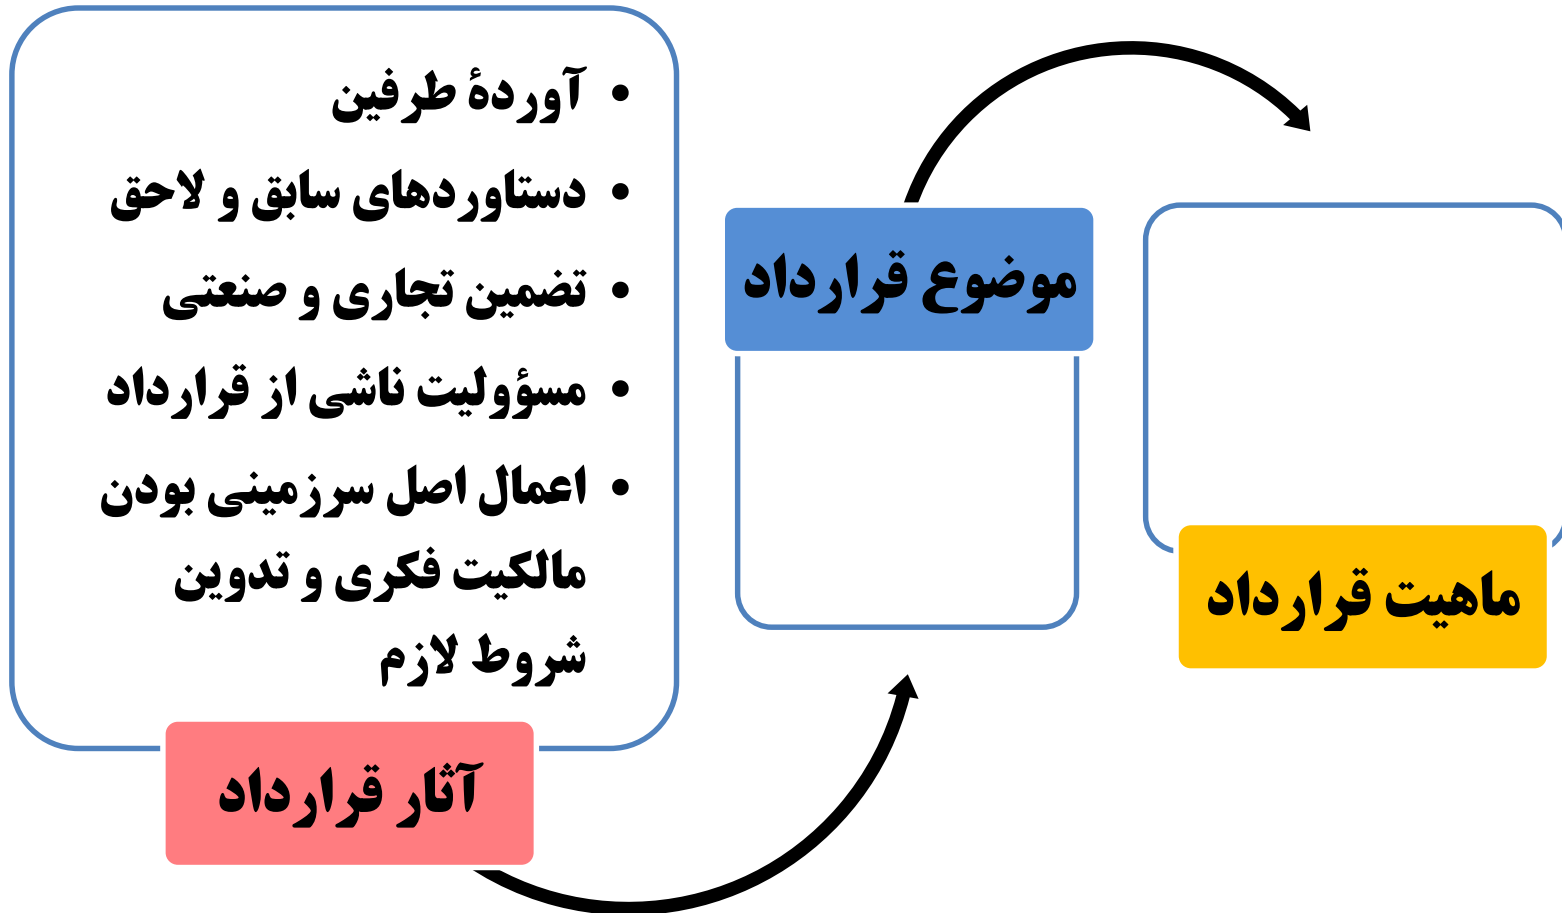 • آوردهٔ طرفین
• دستاوردهای سابق و لاحق
• تضمین تجاری و صنعتی
• مسؤولیت ناشی از قرارداد
• اعمال اصل سرزمینی بودن
مالکیت فکری و تدوین
شروط لازم
آثار قرارداد
موضوع قرارداد
ماهیت قرارداد